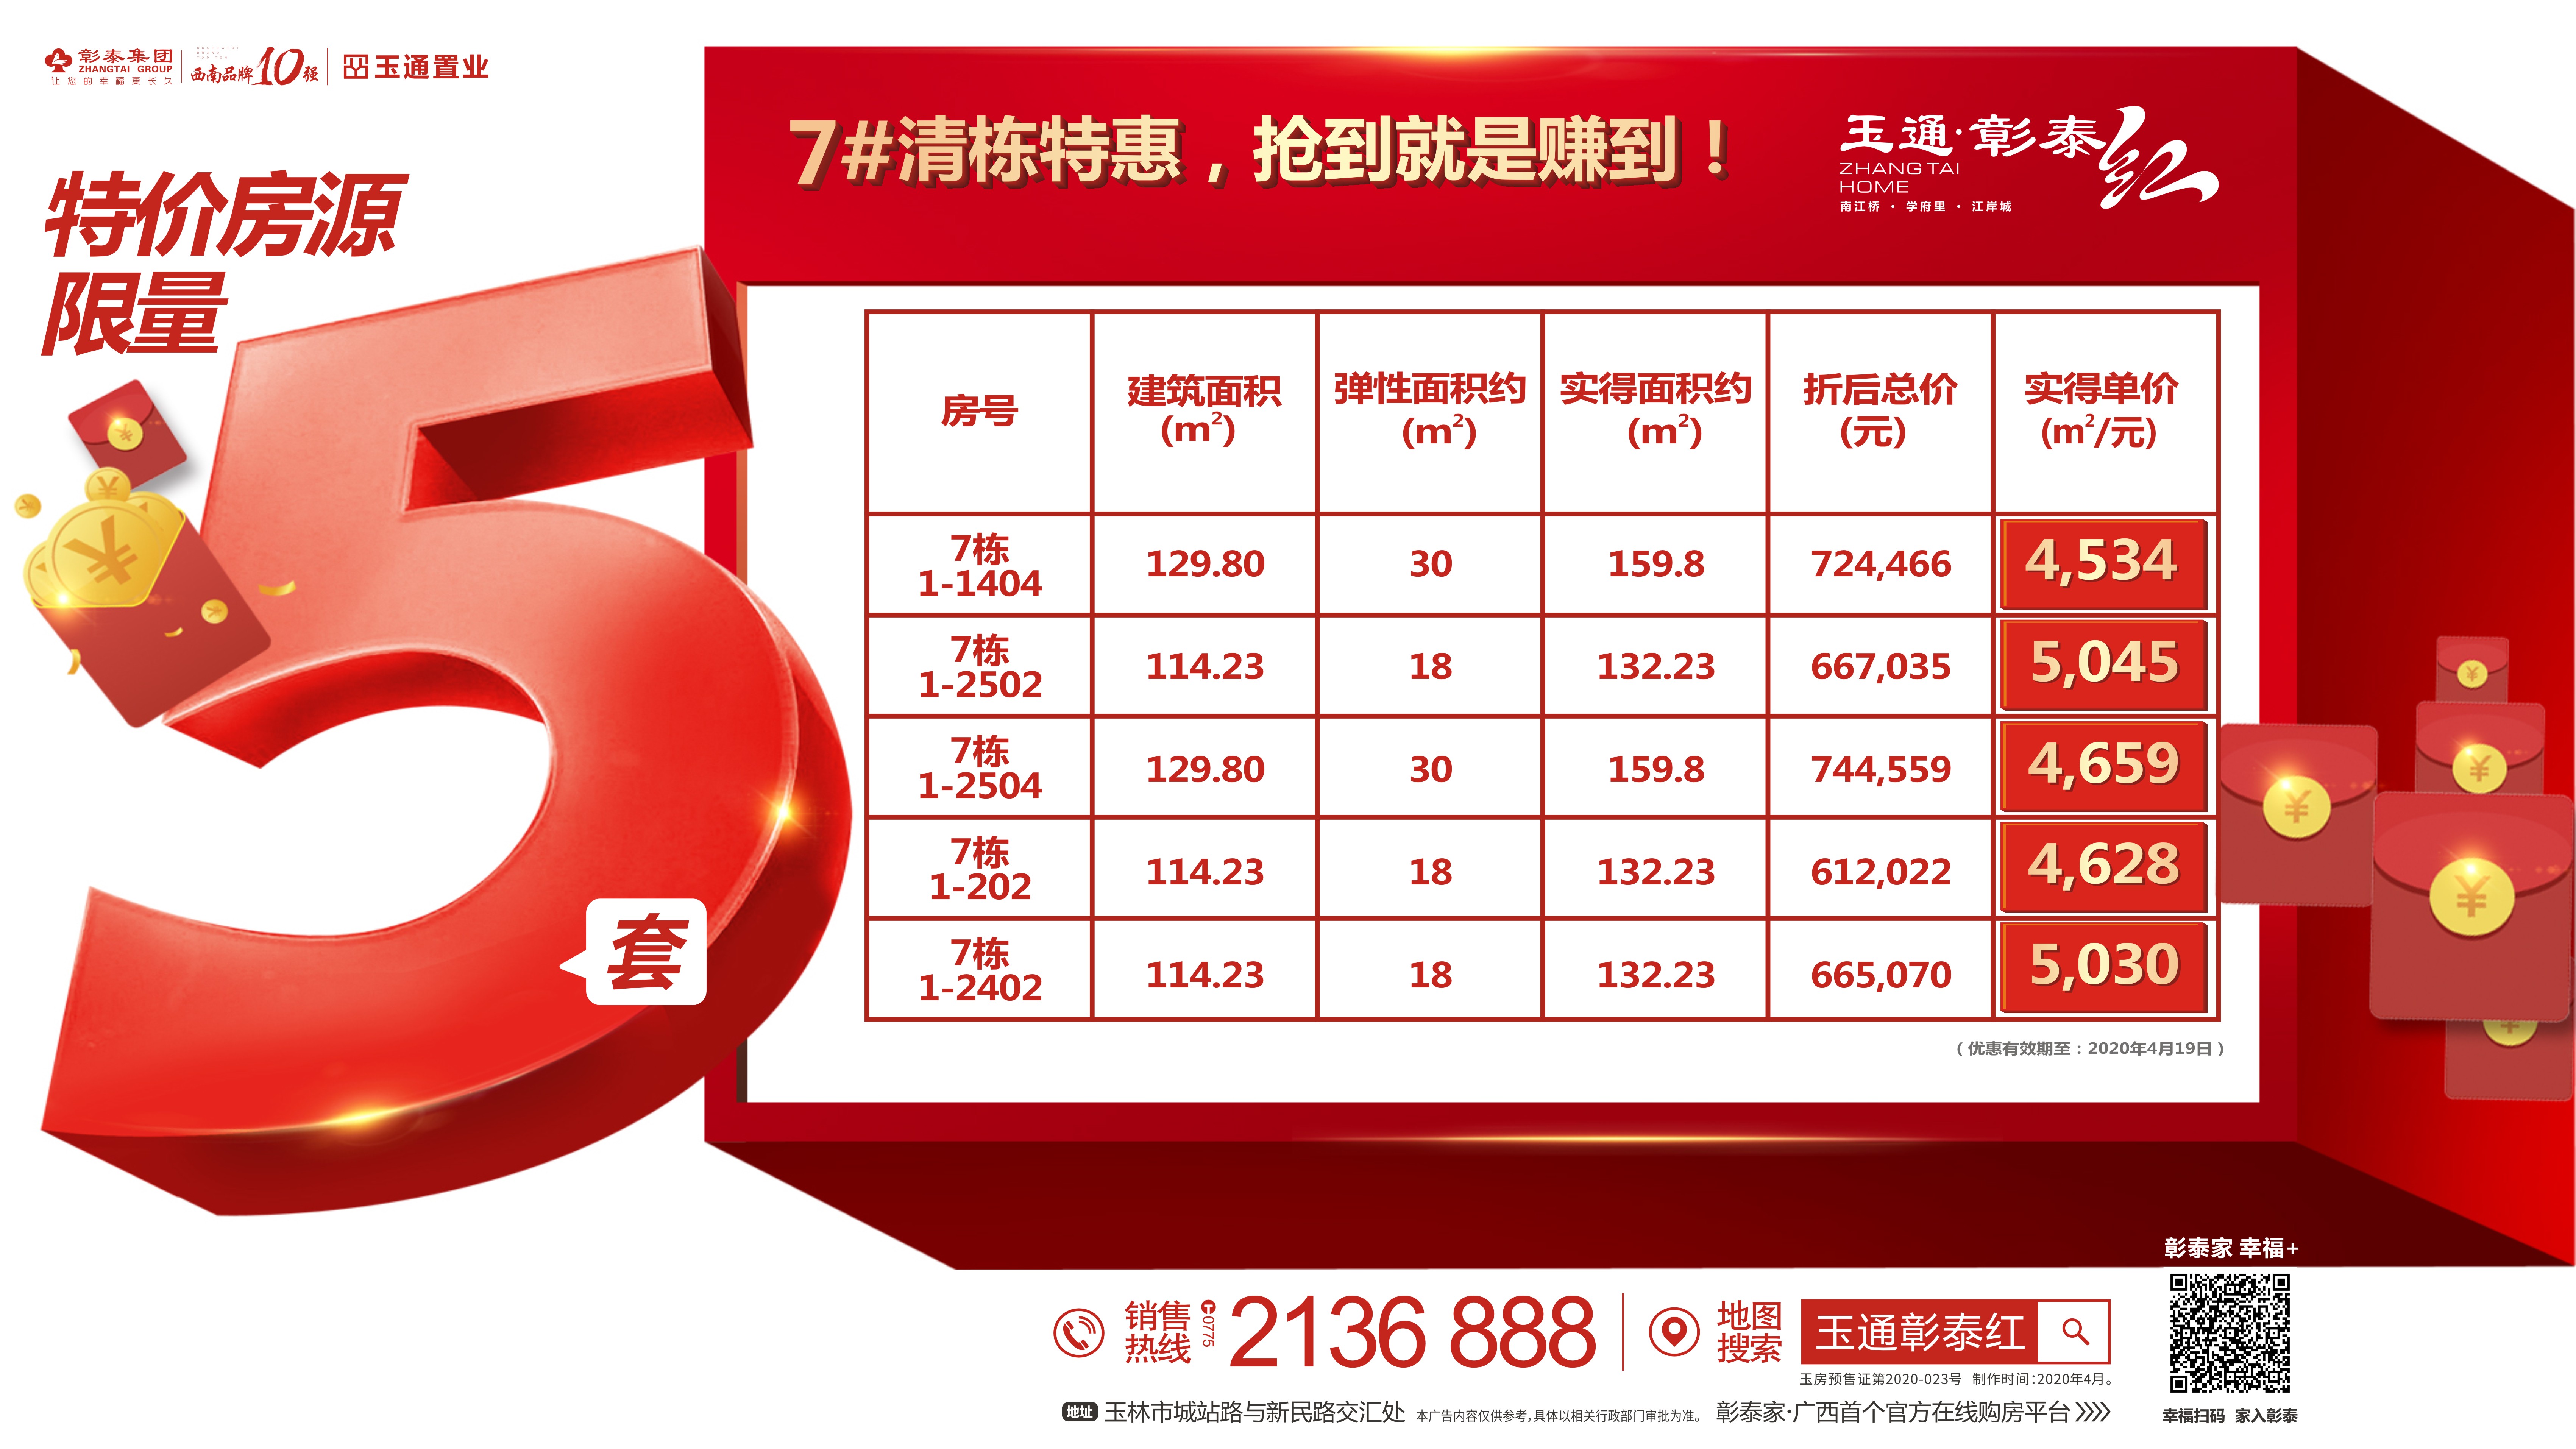 彰泰集团
ZHANGTAI GROUP
让您的幸福更长久
西南品牌10强
玉通置业
特价房源
限量
5
套
7#清栋特惠，抢到就是赚到！
玉通·彰泰红
ZHANG TAI
HOME
南江桥 · 学府里 · 江岸城
房号 建筑面积(m²) 弹性面积约(m²) 实得面积约(m²) 折后总价(元) 实得单价(m²/元)
7栋1-1404 129.80 30 159.8 724,466 4,534
7栋1-2502 114.23 18 132.23 667,035 5,045
7栋1-2504 129.80 30 159.8 744,559 4,659
7栋1-202 114.23 18 132.23 612,022 4,628
7栋1-2402 114.23 18 132.23 665,070 5,030
（优惠有效期至：2020年4月19日）
彰泰家 幸福+
销售热线 0775 2136 888
地图搜索 玉通彰泰红
玉房预售证第2020-023号 制作时间：2020年4月。
地址 玉林市城站路与新民路交汇处 本广告内容仅供参考，具体以相关行政部门审批为准。 彰泰家·广西首个官方在线购房平台
幸福扫码 家入彰泰